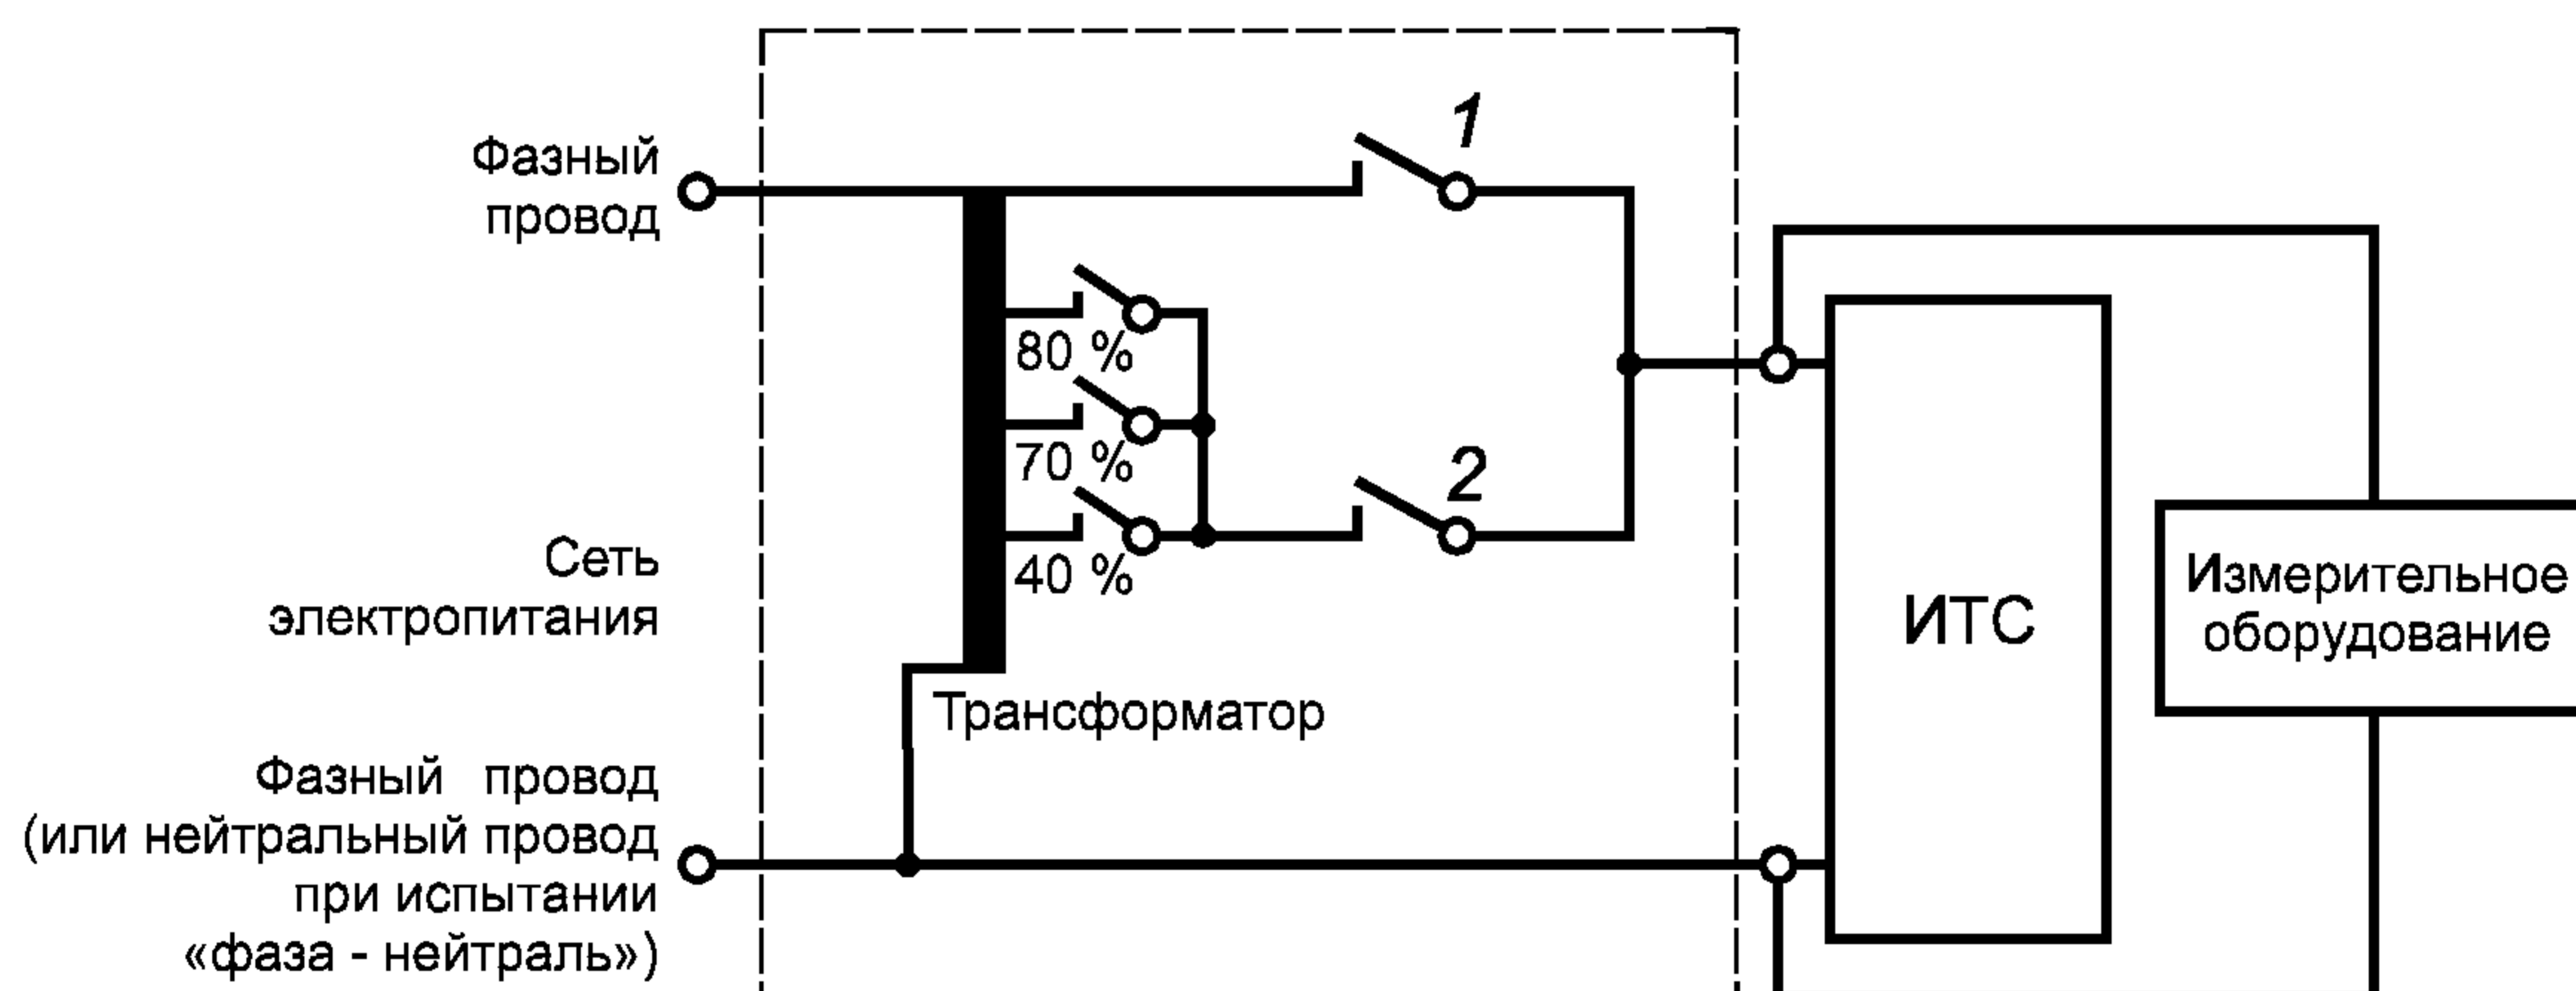 Фазный
провод
1
80 %
70 %
40 %
2
Сеть
электропитания
Трансформатор
ИТС
Измерительное
оборудование
Фазный провод
(или нейтральный провод
при испытании
«фаза - нейтраль»)